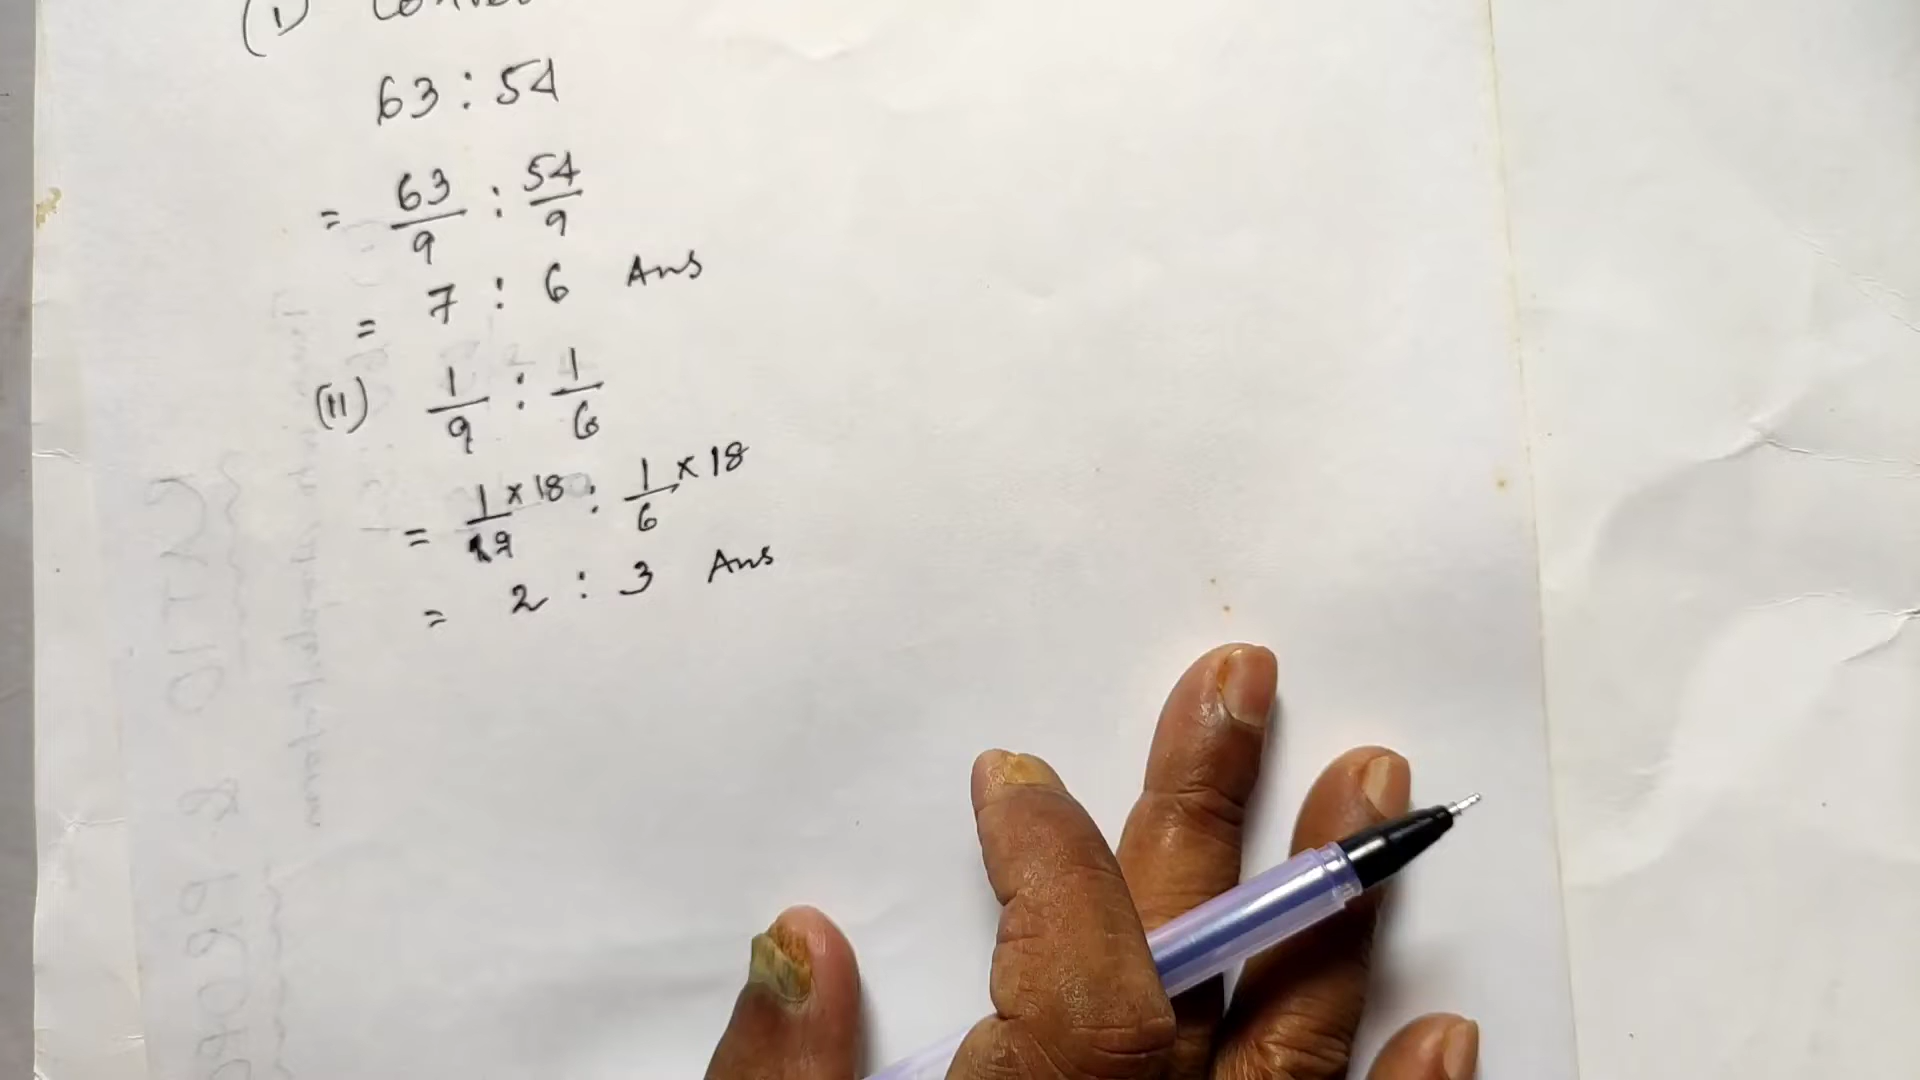 (I)
63 : 54
= 63/9 : 54/9
= 7 : 6 Ans
(II) 1/9 : 1/6
= 1/9 × 18 : 1/6 × 18
= 2 : 3 Ans